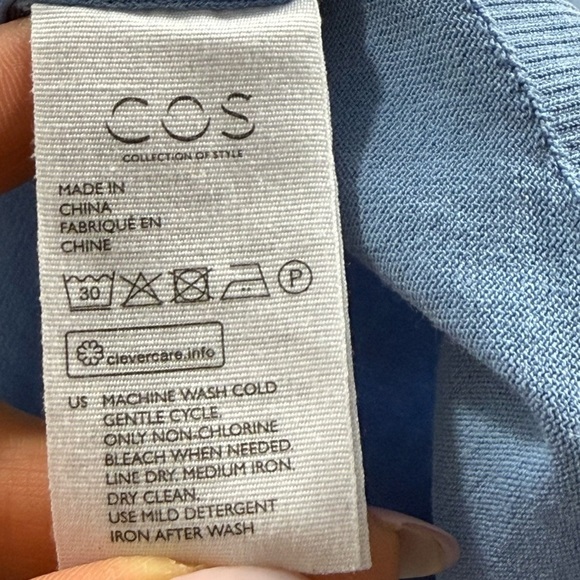 COS
COLLECTION OF STYLE
MADE IN
CHINA
FABRIQUÉ EN
CHINE
30 P
clevercare.info
US MACHINE WASH COLD
GENTLE CYCLE,
ONLY NON-CHLORINE
BLEACH WHEN NEEDED.
LINE DRY. MEDIUM IRON.
DRY CLEAN.
USE MILD DETERGENT
IRON AFTER WASH